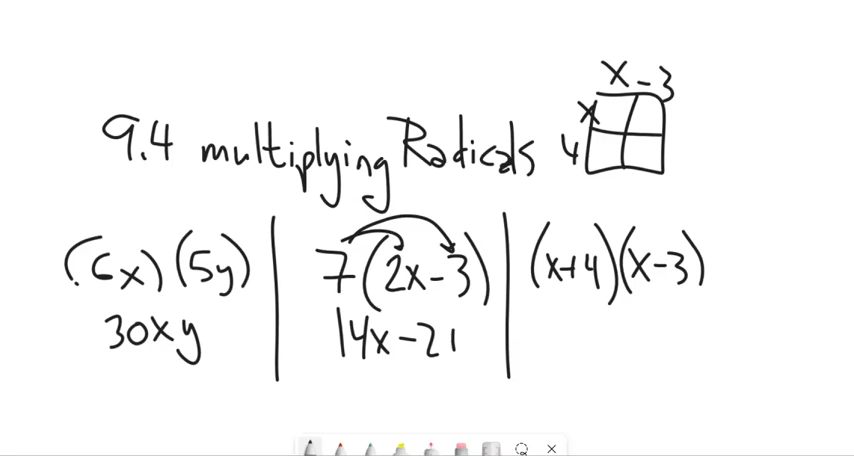 x -3
x
9.4 multiplying Radicals
4
(6x)(5y)
30xy
7(2x-3)
14x-21
(x+4)(x-3)